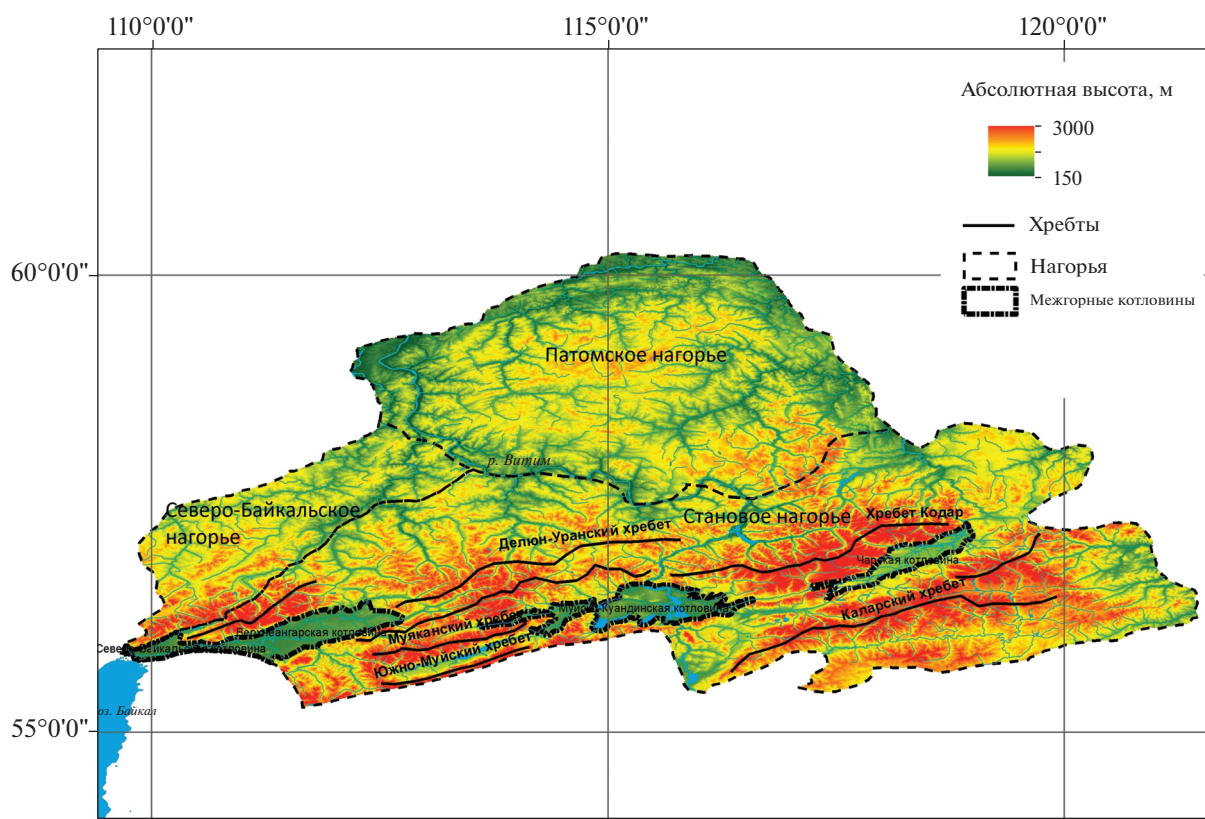 110°0'0"
115°0'0"
120°0'0"
Абсолютная высота, м
3000
150
Хребты
Нагорья
Межгорные котловины
60°0'0"
Патомское нагорье
р. Витим
Северо-Байкальское
нагорье
Становое нагорье
Хребет Кодар
Делюн-Уранский хребет
Чарская котловина
Каларский хребет
Муйско-Куандинская котловина
Верхнеангарская котловина
Муяканский хребет
Северо-Байкальская котловина
Южно-Муйский хребет
оз. Байкал
55°0'0"